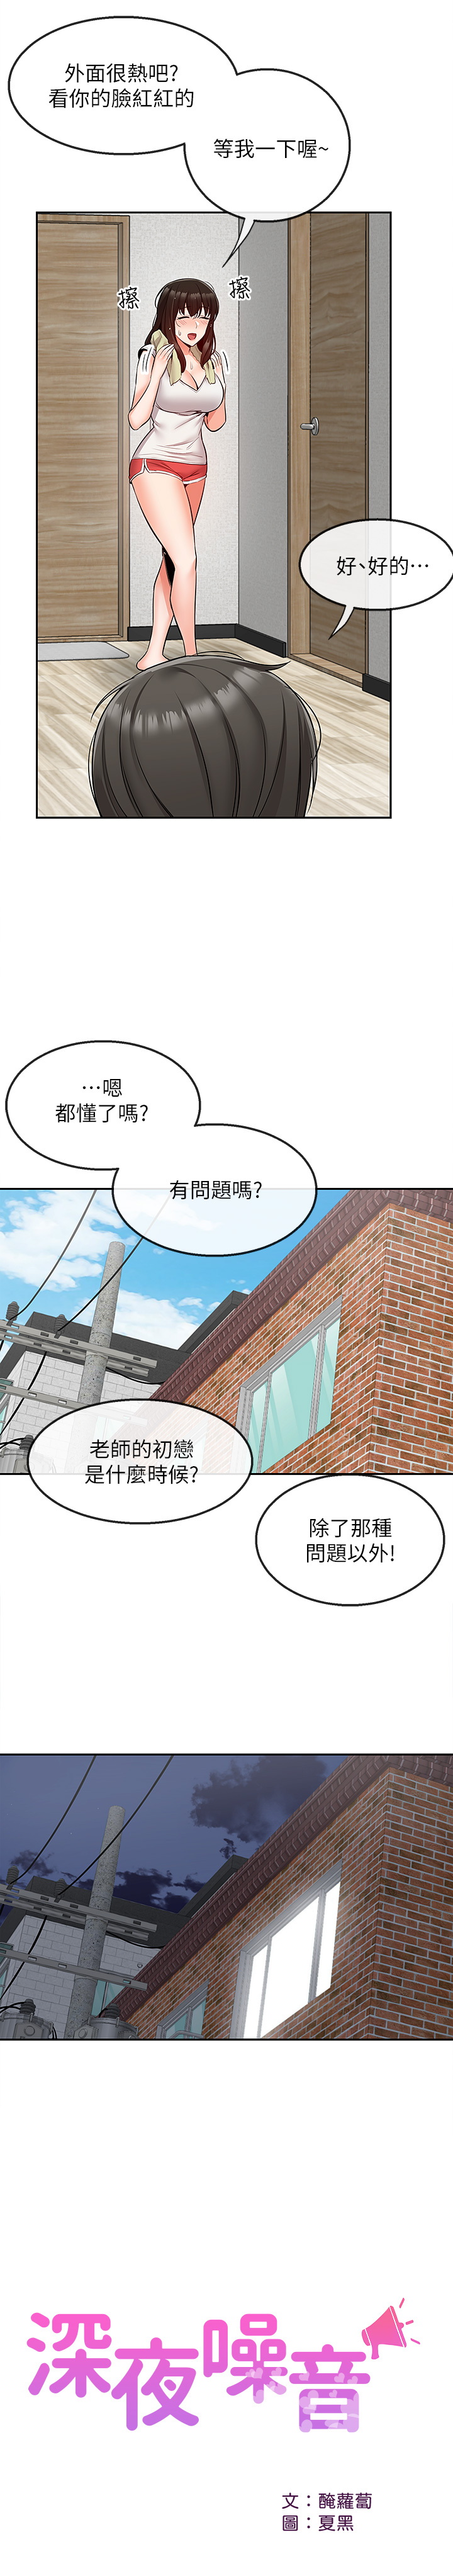 外面很熱吧?
看你的臉紅紅的
等我一下喔~
擦
擦
好、好的…
…嗯
都懂了嗎?
有問題嗎?
老師的初戀
是什麼時候?
除了那種
問題以外!
深夜噪音
文：醃蘿蔔
圖：夏黑